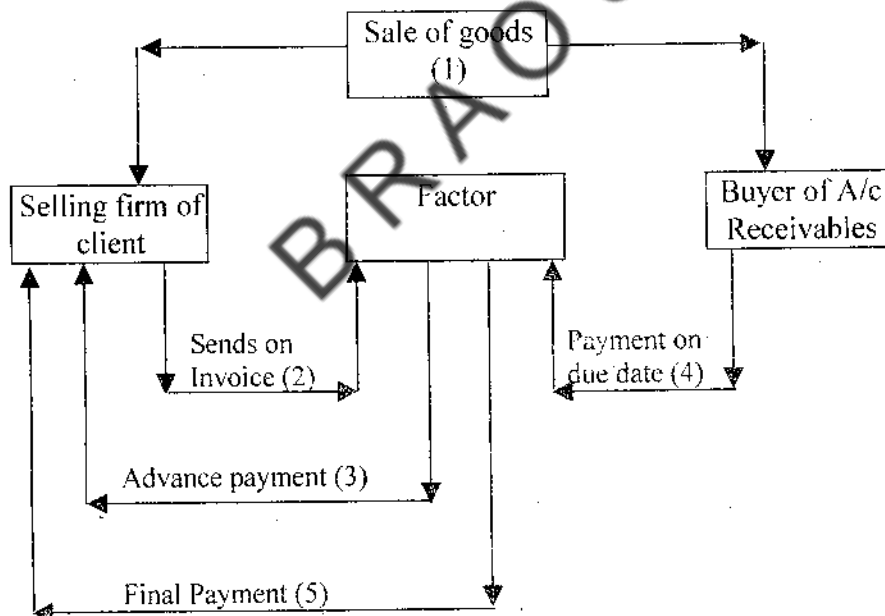 Sale of goods
(1)
Selling firm of
client
Factor
Buyer of A/c
Receivables
Sends on
Invoice (2)
Payment on
due date (4)
Advance payment (3)
Final Payment (5)
BRAO